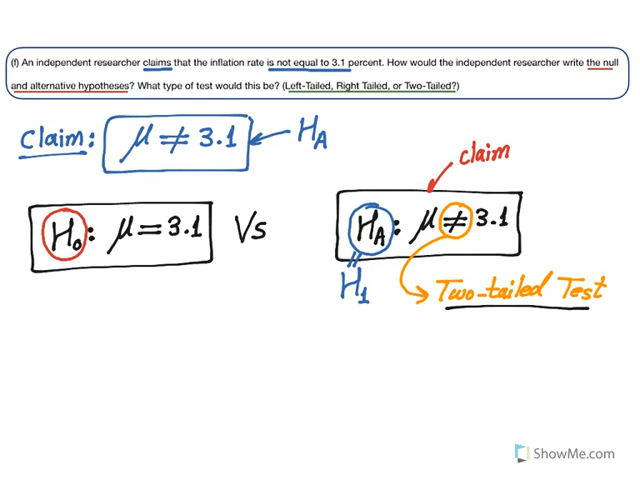 (f) An independent researcher claims that the inflation rate is not equal to 3.1 percent. How would the independent researcher write the null
and alternative hypotheses? What type of test would this be? (Left-Tailed, Right Tailed, or Two-Tailed?)
Claim: μ ≠ 3.1 ← HA
claim
H0: μ = 3.1 Vs HA: μ ≠ 3.1
H1 Two-tailed Test
ShowMe.com